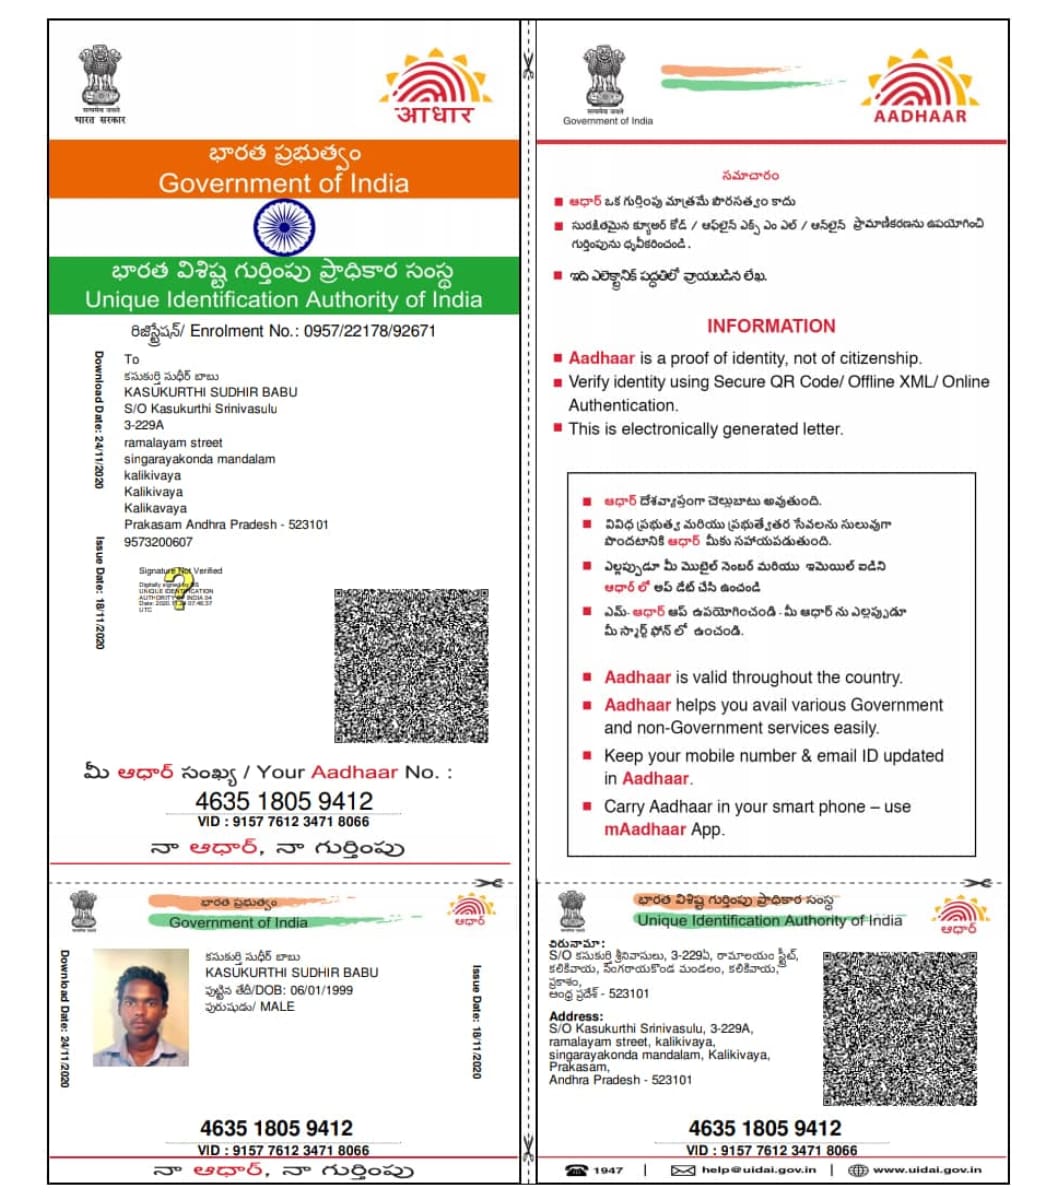 सत्यमेव जयते
भारत सरकार
आधार
భారత ప్రభుత్వం
Government of India
భారత విశిష్ట గుర్తింపు ప్రాధికార సంస్థ
Unique Identification Authority of India
రిజిస్ట్రేషన్/ Enrolment No.: 0957/22178/92671
Download Date: 24/11/2020
Issue Date: 18/11/2020
To
కసుకుర్తి సుధీర్ బాబు
KASUKURTHI SUDHIR BABU
S/O Kasukurthi Srinivasulu
3-229A
ramalayam street
singarayakonda mandalam
kalikivaya
Kalikivaya
Kalikavaya
Prakasam Andhra Pradesh - 523101
9573200607
Signature Not Verified
Digitally signed by DS
UNIQUE IDENTIFICATION
AUTHORITY OF INDIA 04
UTC
మీ ఆధార్ సంఖ్య / Your Aadhaar No. :
4635 1805 9412
VID : 9157 7612 3471 8066
నా ఆధార్, నా గుర్తింపు
భారత ప్రభుత్వం
Government of India
ఆధార్
Download Date: 24/11/2020
కసుకుర్తి సుధీర్ బాబు
KASUKURTHI SUDHIR BABU
పుట్టిన తేదీ/DOB: 06/01/1999
పురుషుడు/ MALE
Issue Date: 18/11/2020
4635 1805 9412
VID : 9157 7612 3471 8066
నా ఆధార్, నా గుర్తింపు
सत्यमेव जयते
Government of India
AADHAAR
సమాచారం
ఆధార్ ఒక గుర్తింపు మాత్రమే పౌరసత్వం కాదు
సురక్షితమైన క్యూఆర్ కోడ్ / ఆఫ్‌లైన్ ఎక్స్ ఎం ఎల్ / ఆన్‌లైన్ ప్రామాణీకరణను ఉపయోగించి
గుర్తింపును ధృవీకరించండి.
ఇది ఎలెక్ట్రానిక్ పద్ధతిలో వ్రాయబడిన లేఖ.
INFORMATION
Aadhaar is a proof of identity, not of citizenship.
Verify identity using Secure QR Code/ Offline XML/ Online
Authentication.
This is electronically generated letter.
ఆధార్ దేశవ్యాప్తంగా చెల్లుబాటు అవుతుంది.
వివిధ ప్రభుత్వ మరియు ప్రభుత్వేతర సేవలను సులువుగా
పొందటానికి ఆధార్ మీకు సహాయపడుతుంది.
ఎల్లప్పుడూ మీ మొబైల్ నెంబర్ మరియు ఇమెయిల్ ఐడిని
ఆధార్ లో అప్ డేట్ చేసి ఉంచండి
ఎమ్- ఆధార్ ఆప్ ఉపయోగించండి - మీ ఆధార్ ను ఎల్లప్పుడూ
మీ స్మార్ట్ ఫోన్ లో ఉంచండి.
Aadhaar is valid throughout the country.
Aadhaar helps you avail various Government
and non-Government services easily.
Keep your mobile number & email ID updated
in Aadhaar.
Carry Aadhaar in your smart phone – use
mAadhaar App.
భారత విశిష్ట గుర్తింపు ప్రాధికార సంస్థ
Unique Identification Authority of India
ఆధార్
చిరునామా:
S/O కసుకుర్తి శ్రీనివాసులు, 3-229ఏ, రామాలయం స్ట్రీట్,
కలికివాయ, సింగరాయకొండ మండలం, కలికివాయ,
ప్రకాశం,
ఆంధ్ర ప్రదేశ్ - 523101
Address:
S/O Kasukurthi Srinivasulu, 3-229A,
ramalayam street, kalikivaya,
singarayakonda mandalam, Kalikivaya,
Prakasam,
Andhra Pradesh - 523101
4635 1805 9412
VID : 9157 7612 3471 8066
1947 | help@uidai.gov.in | www.uidai.gov.in